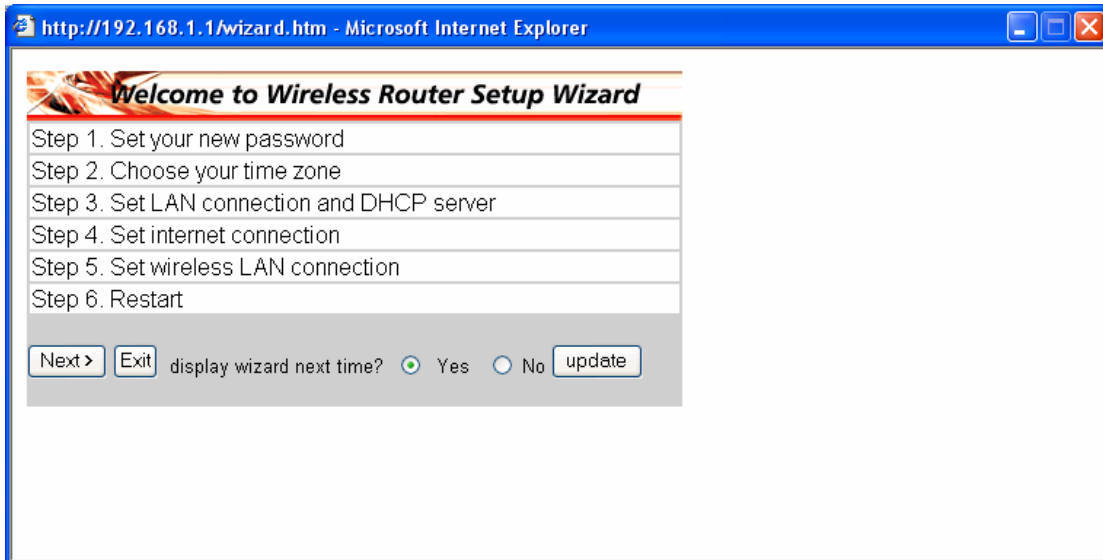 http://192.168.1.1/wizard.htm - Microsoft Internet Explorer
Welcome to Wireless Router Setup Wizard
Step 1. Set your new password
Step 2. Choose your time zone
Step 3. Set LAN connection and DHCP server
Step 4. Set internet connection
Step 5. Set wireless LAN connection
Step 6. Restart
Next > Exit display wizard next time? Yes No update